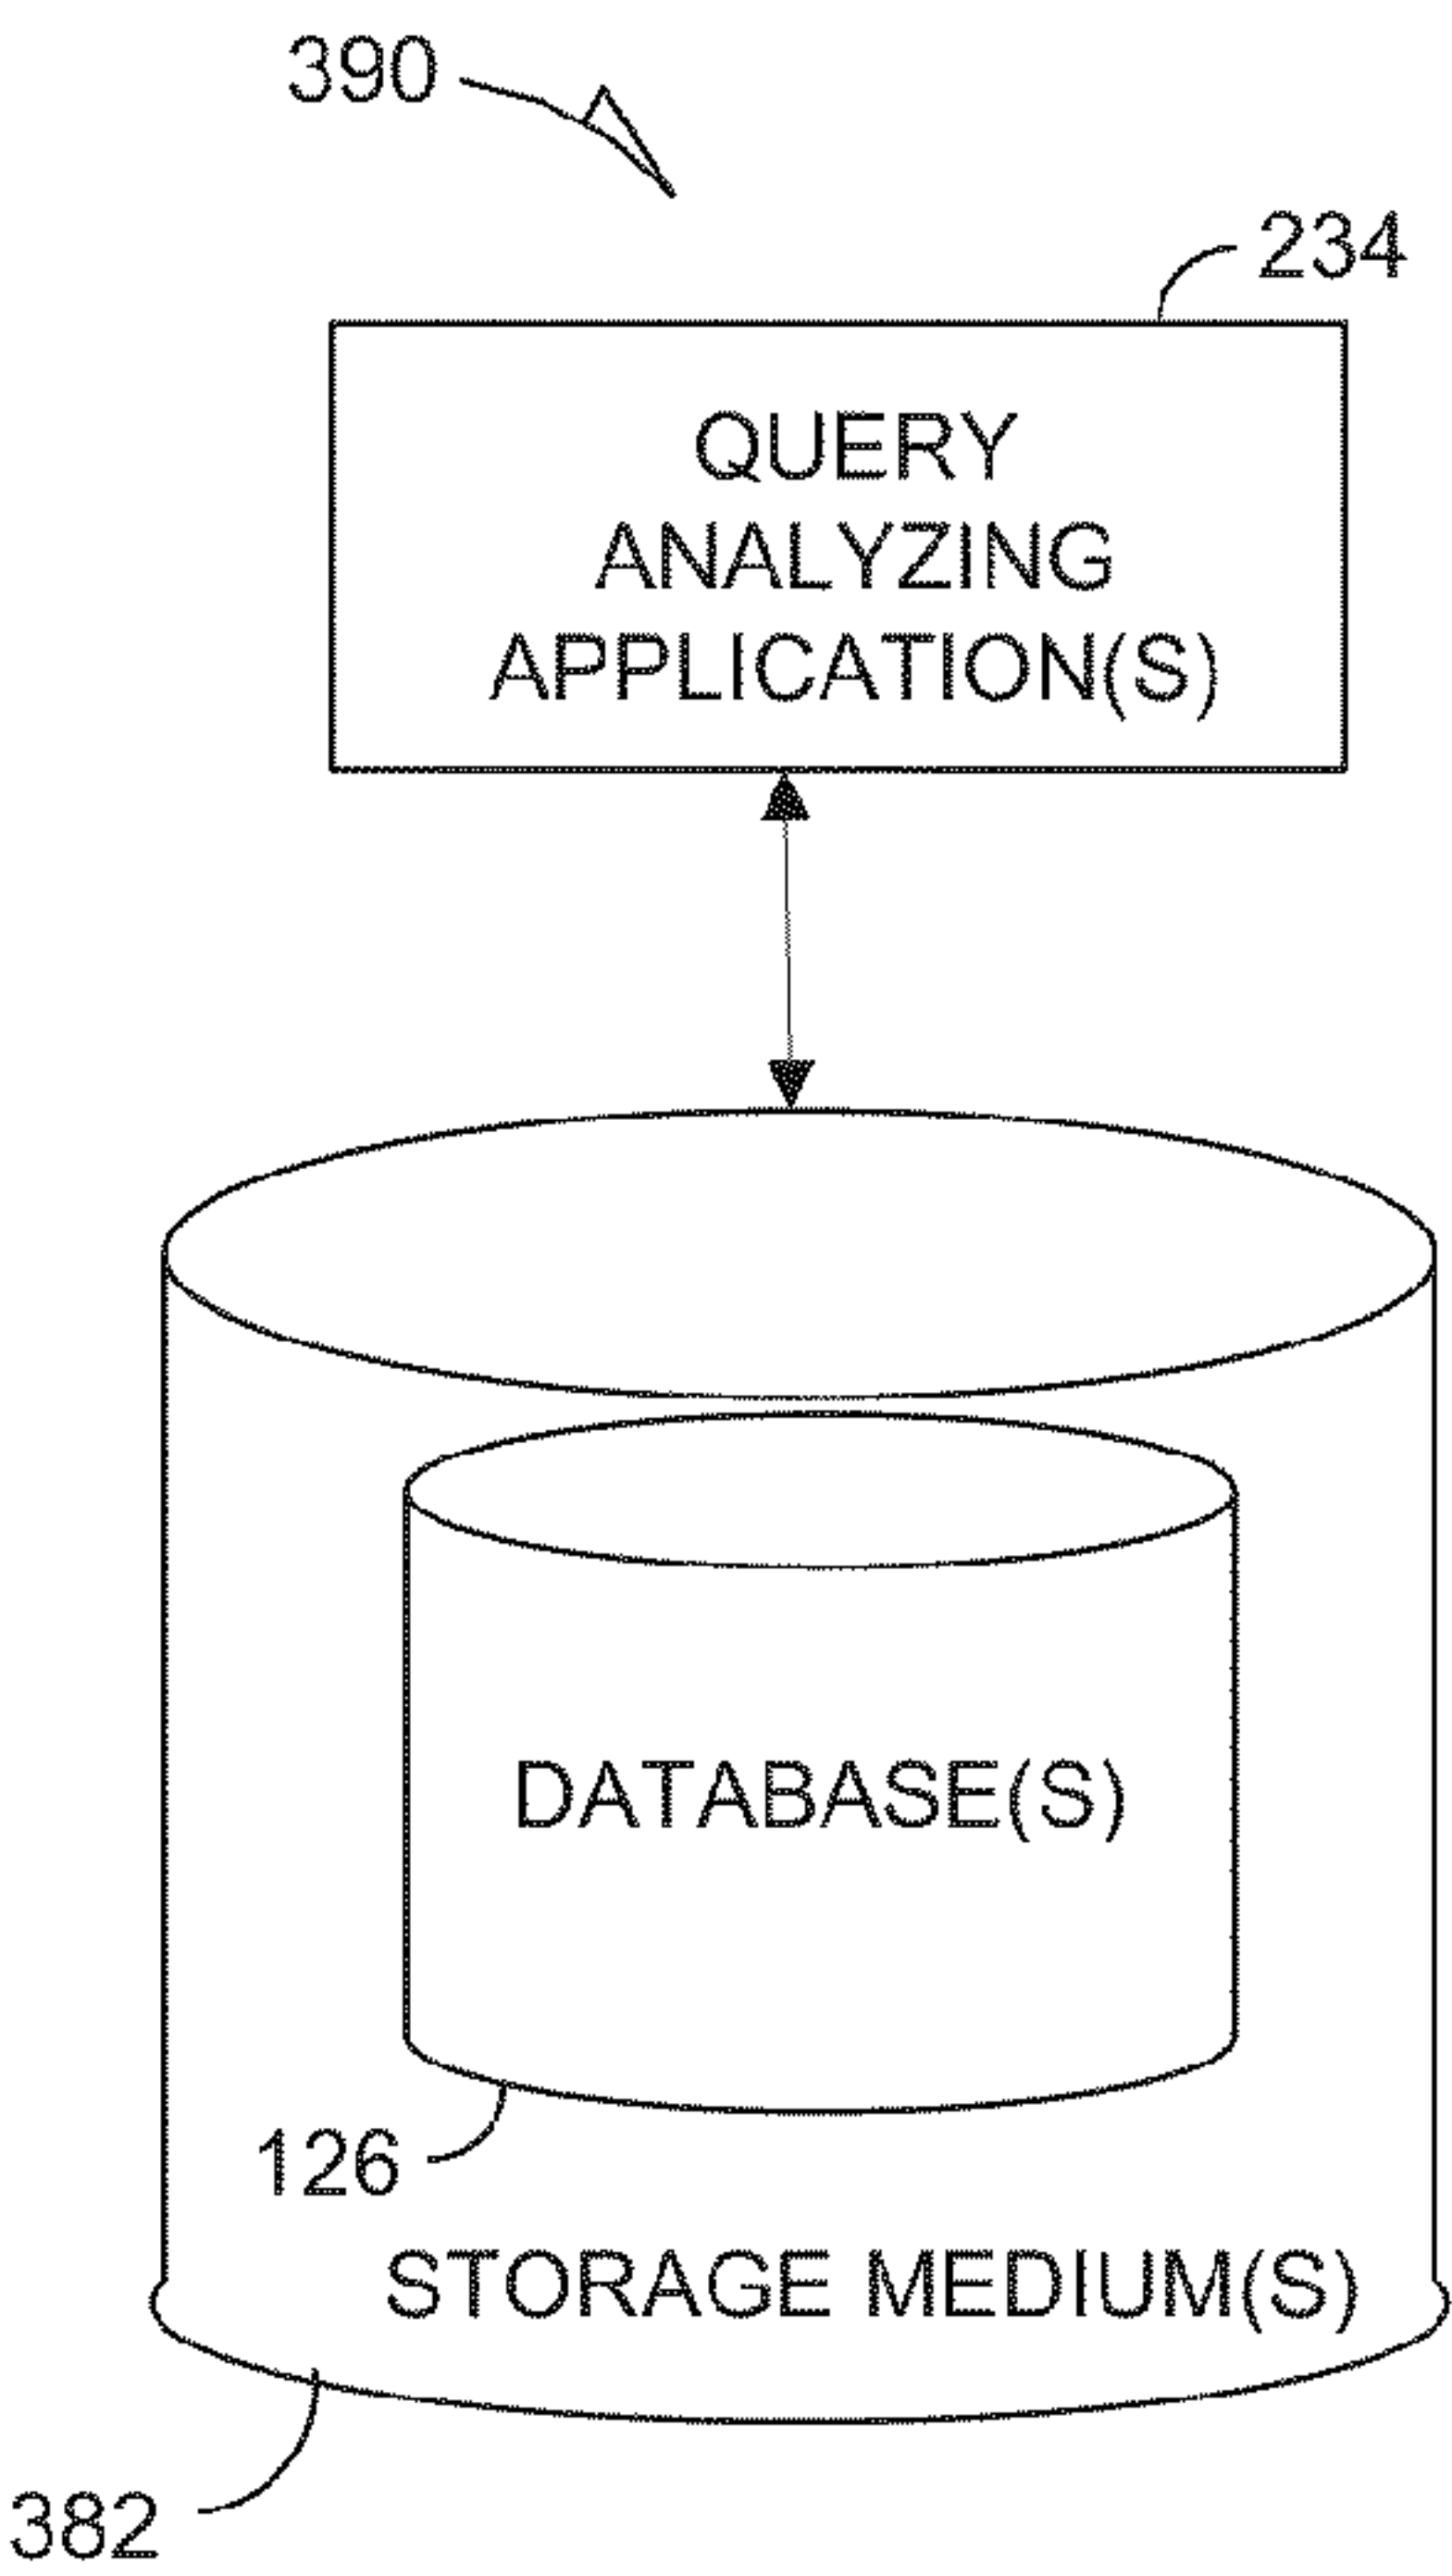 390
234
QUERY
ANALYZING
APPLICATION(S)
DATABASE(S)
126
STORAGE MEDIUM(S)
382